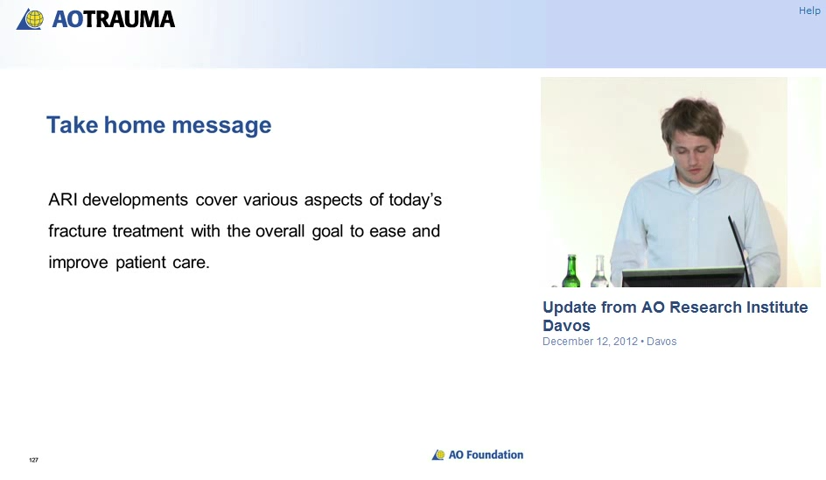 AOTRAUMA
Help
Take home message
ARI developments cover various aspects of today's
fracture treatment with the overall goal to ease and
improve patient care.
Update from AO Research Institute
Davos
December 12, 2012 • Davos
127
AO Foundation